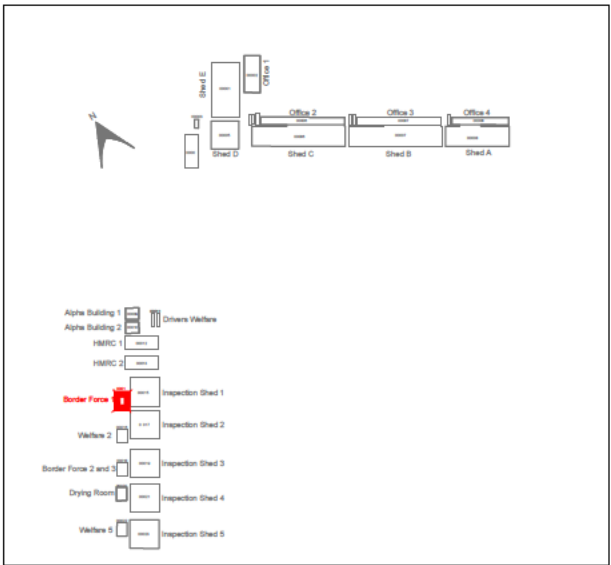 Shed E
Office 1
Office 2
Office 3
Office 4
N
Shed D
Shed C
Shed B
Shed A
Alpha Building 1
Alpha Building 2
Drivers Welfare
HMRC 1
HMRC 2
Border Force 1
Inspection Shed 1
Welfare 2
Inspection Shed 2
Border Force 2 and 3
Inspection Shed 3
Drying Room
Inspection Shed 4
Welfare 5
Inspection Shed 5